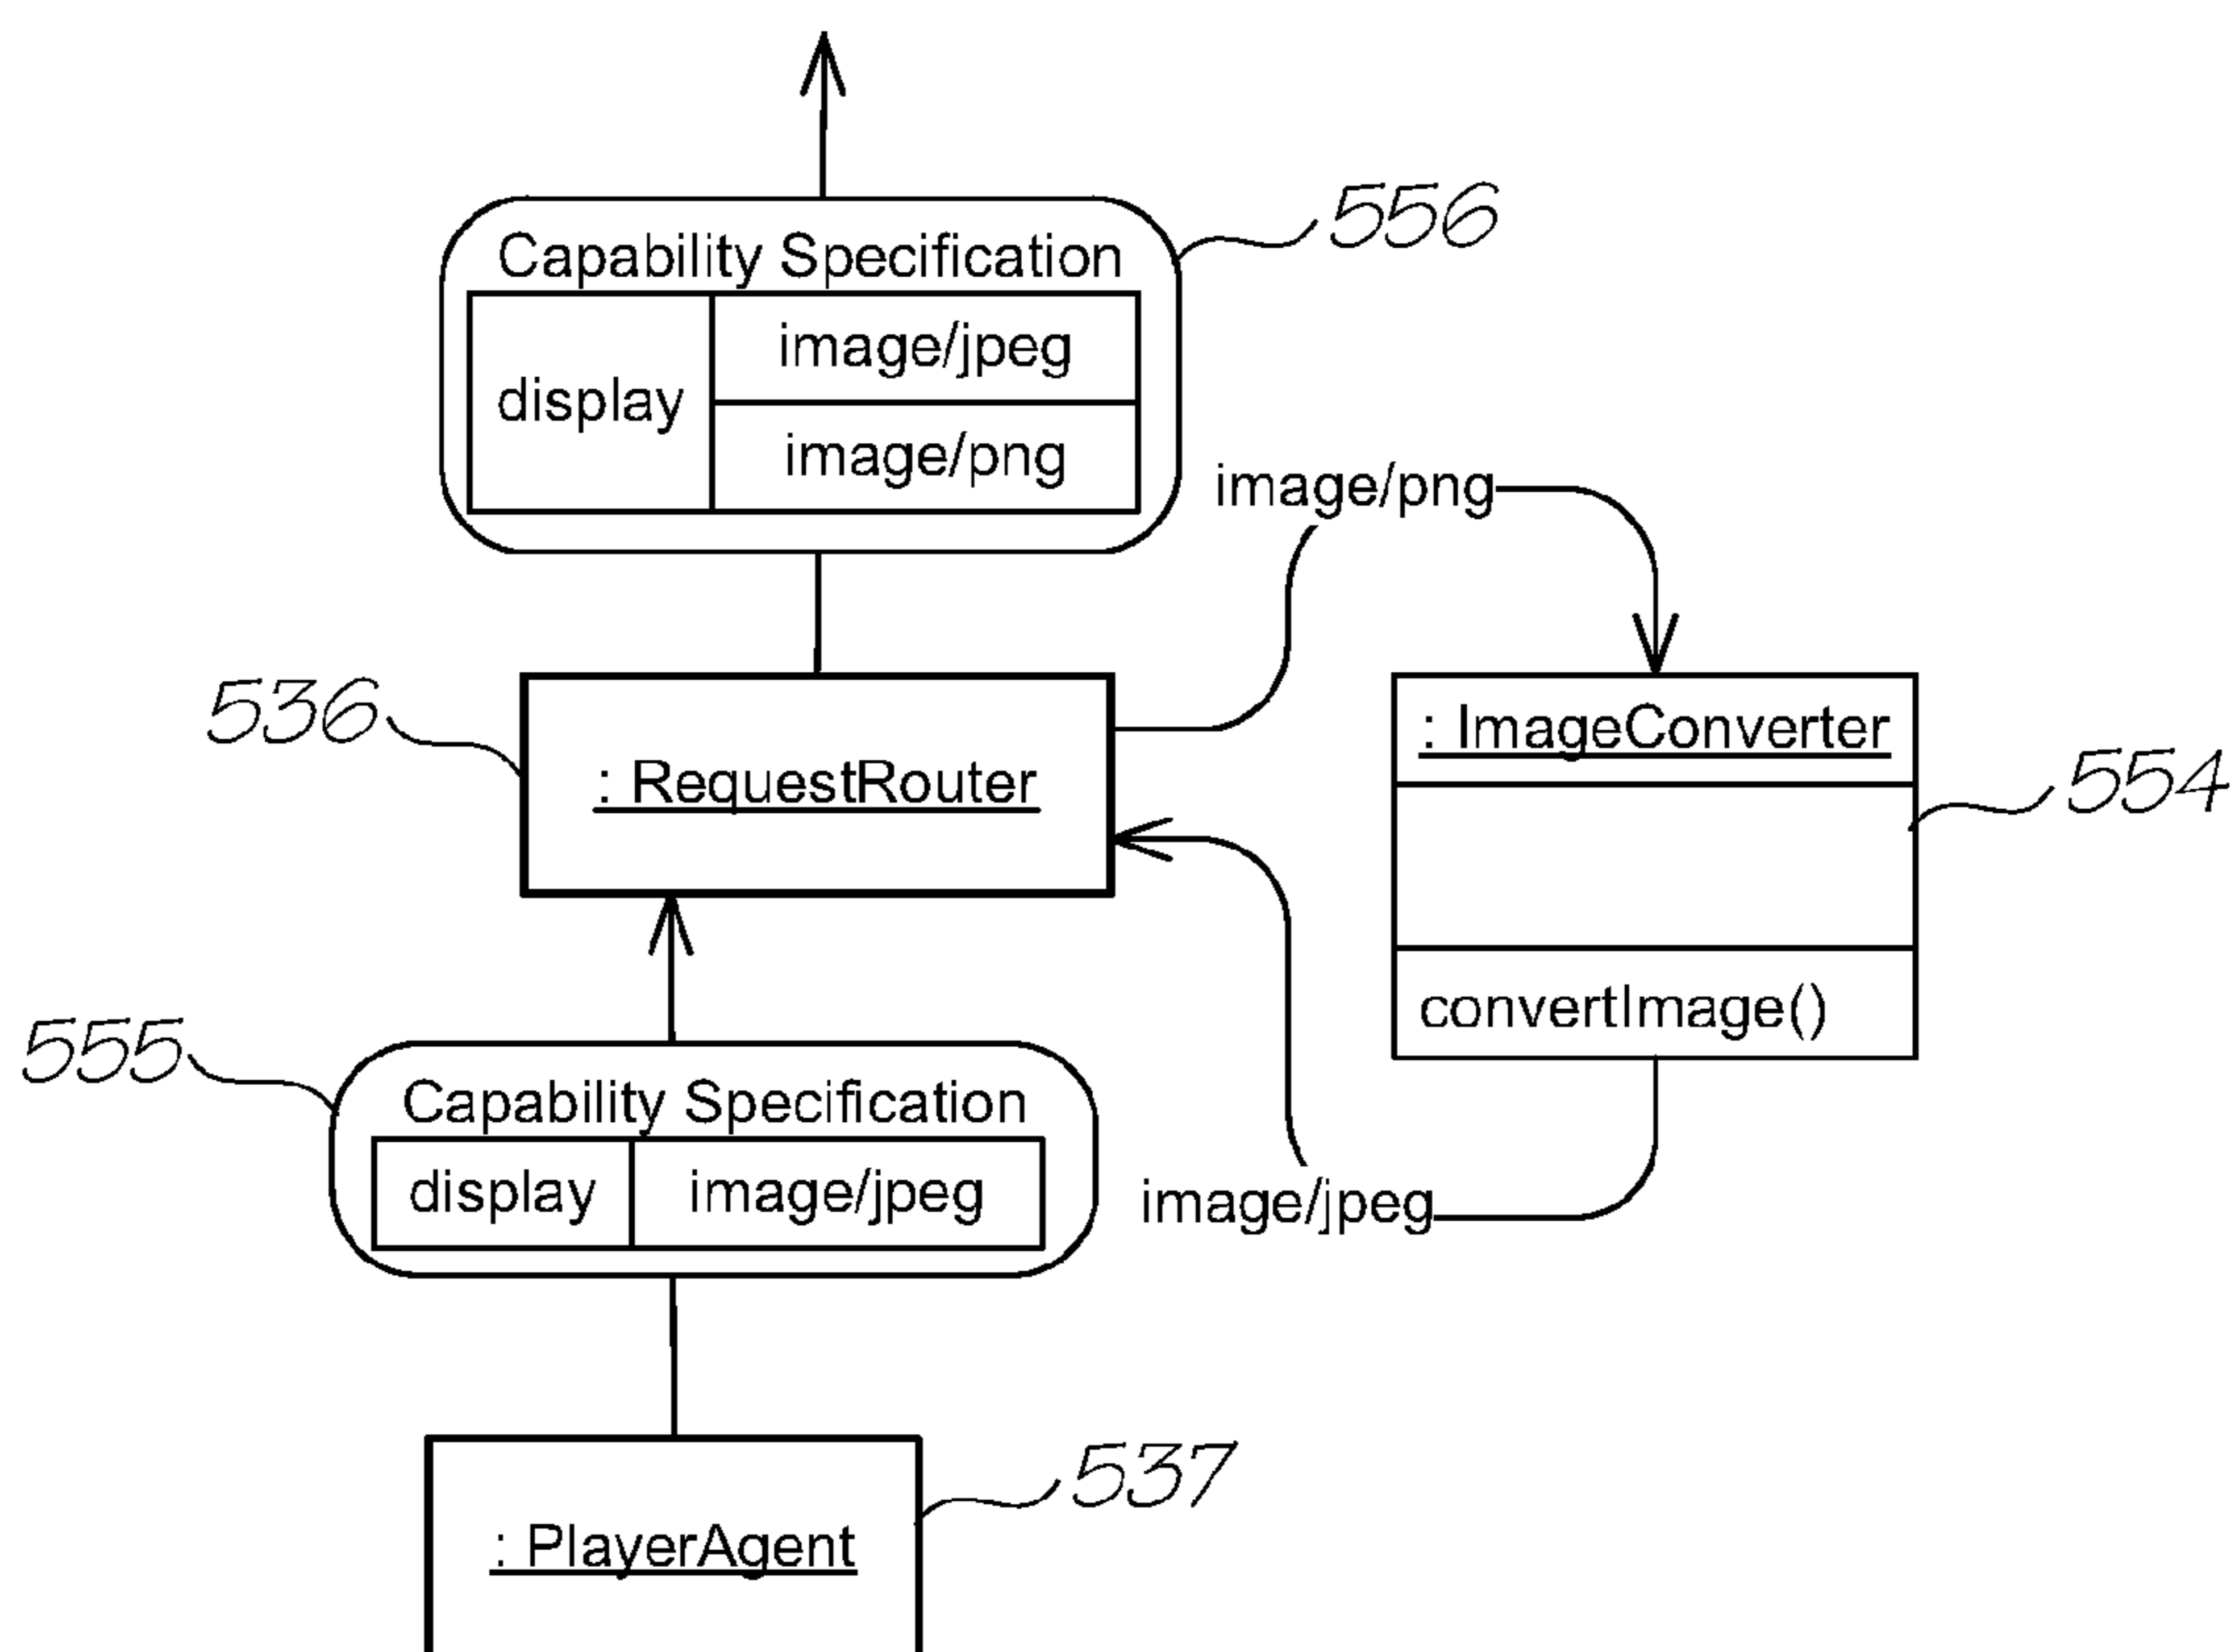 556
Capability Specification
display
image/jpeg
image/png
image/png
536
: RequestRouter
: ImageConverter
554
convertImage()
555
Capability Specification
display
image/jpeg
image/jpeg
537
: PlayerAgent